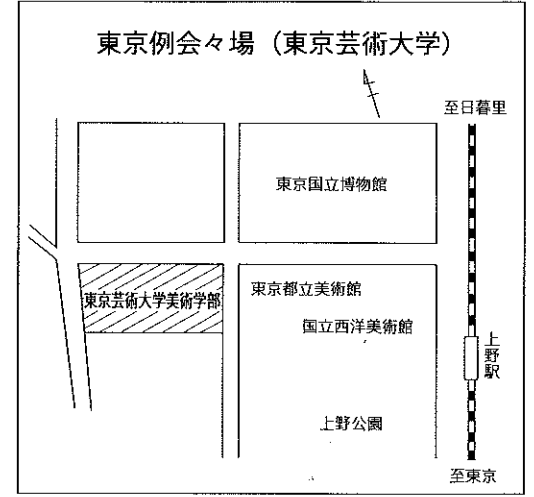 東京例会々場（東京芸術大学）
至日暮里
東京国立博物館
東京芸術大学美術学部
東京都立美術館
国立西洋美術館
上野駅
上野公園
至東京